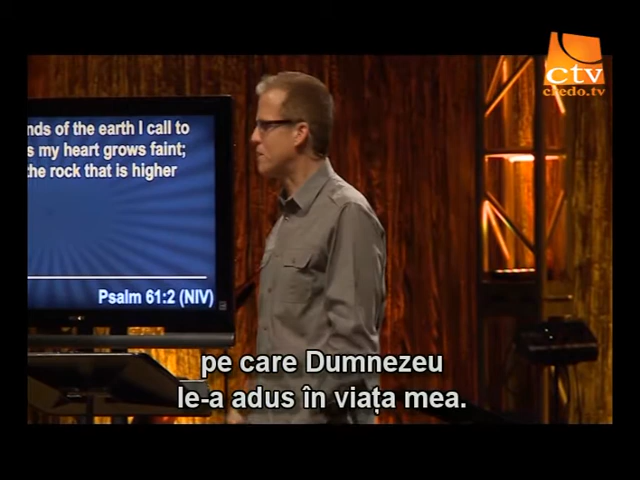 ctv
credo.tv
nds of the earth I call to
s my heart grows faint;
the rock that is higher
Psalm 61:2 (NIV)
pe care Dumnezeu
le-a adus în viața mea.